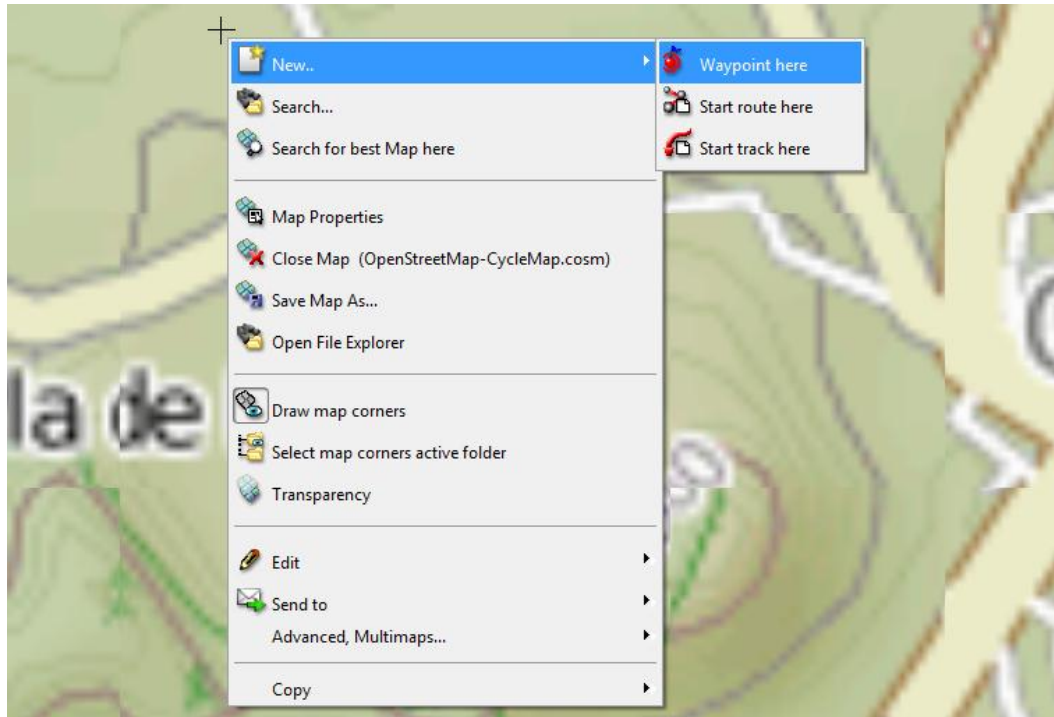 New..
Waypoint here
Search...
Start route here
Search for best Map here
Start track here
Map Properties
Close Map (OpenStreetMap-CycleMap.cosm)
Save Map As...
Open File Explorer
la de
Draw map corners
Select map corners active folder
Transparency
Edit
Send to
Advanced, Multimaps...
Copy